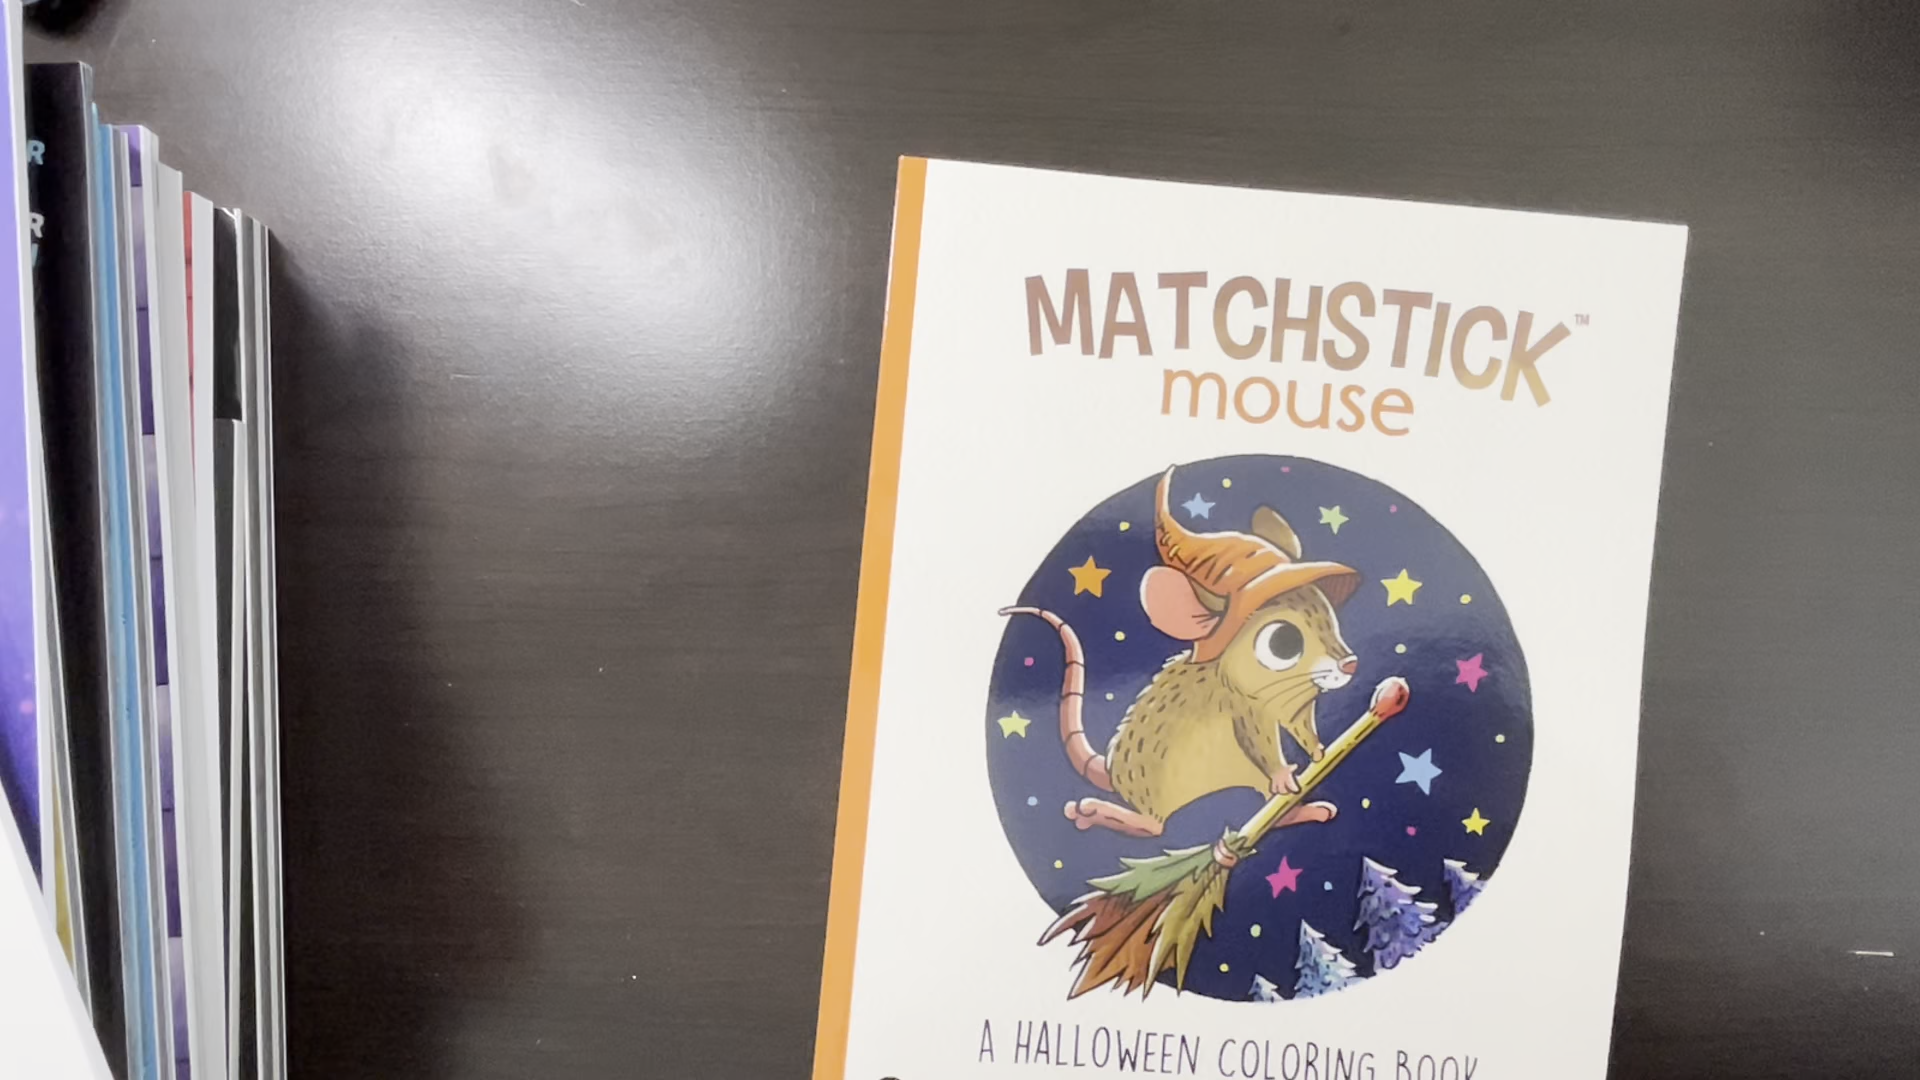 R
R
MATCHSTICK™
mouse
A HALLOWEEN COLORING BOOK